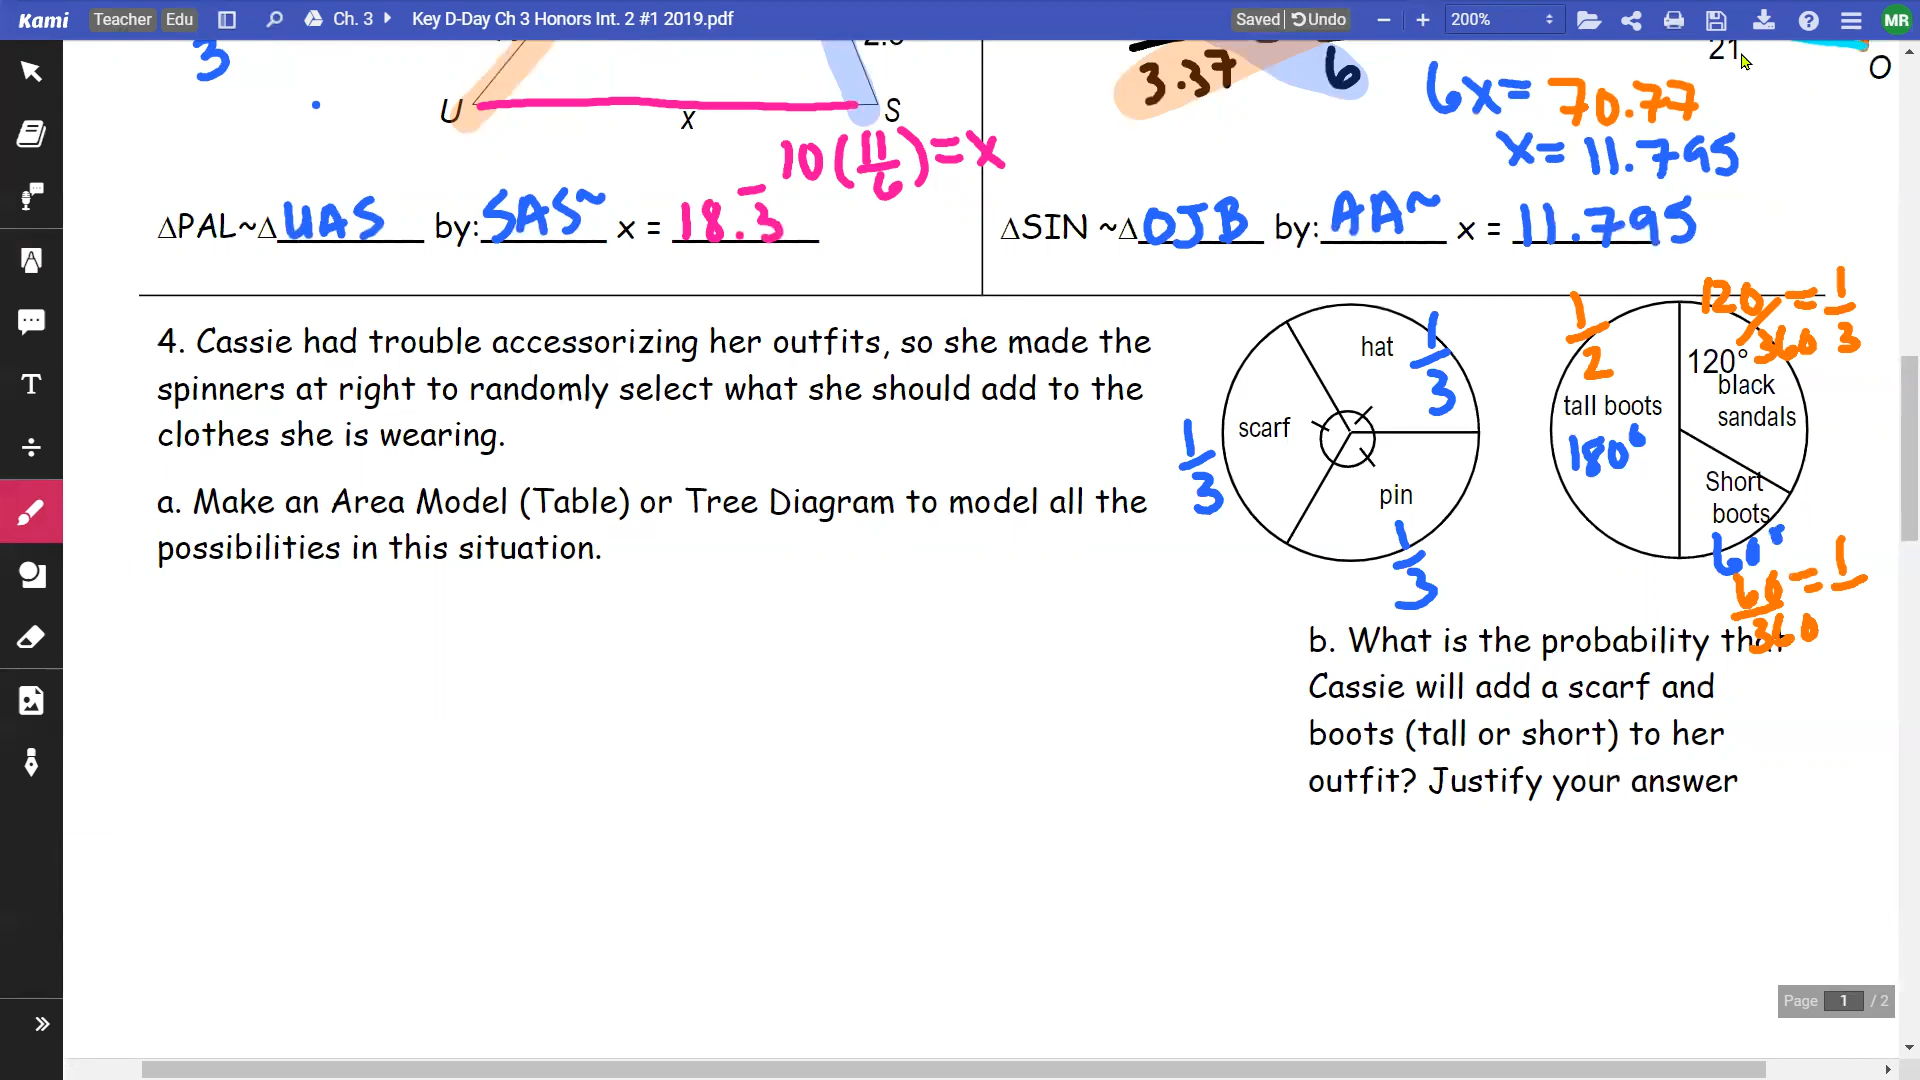 Kami Teacher Edu Ch. 3 Key D-Day Ch 3 Honors Int. 2 #1 2019.pdf Saved Undo 200% MR
3
U
x
S
10(11/6)=x
3.37
6
21
O
6x= 70.77
x= 11.795
△PAL~△ UAS by: SAS~ x = 18.3̅
△SIN ~△ OJB by: AA~ x = 11.795
4. Cassie had trouble accessorizing her outfits, so she made the
spinners at right to randomly select what she should add to the
clothes she is wearing.
a. Make an Area Model (Table) or Tree Diagram to model all the
possibilities in this situation.
hat
1/3
scarf
1/3
pin
1/3
1/2
tall boots
180°
120/360 = 1/3
120°
black
sandals
Short
boots
60°
60/360 = 1
b. What is the probability that
Cassie will add a scarf and
boots (tall or short) to her
outfit? Justify your answer
Page 1 / 2